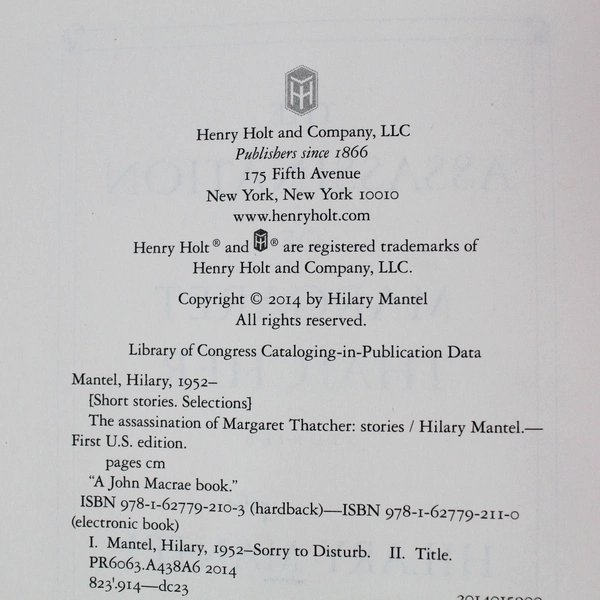 Henry Holt and Company, LLC
Publishers since 1866
175 Fifth Avenue
New York, New York 10010
www.henryholt.com
Henry Holt® and ® are registered trademarks of
Henry Holt and Company, LLC.
Copyright © 2014 by Hilary Mantel
All rights reserved.
Library of Congress Cataloging-in-Publication Data
Mantel, Hilary, 1952–
[Short stories. Selections]
The assassination of Margaret Thatcher: stories / Hilary Mantel.—
First U.S. edition.
pages cm
“A John Macrae book.”
ISBN 978-1-62779-210-3 (hardback)—ISBN 978-1-62779-211-0
(electronic book)
I. Mantel, Hilary, 1952–Sorry to Disturb. II. Title.
PR6063.A438A6 2014
823'.914—dc23